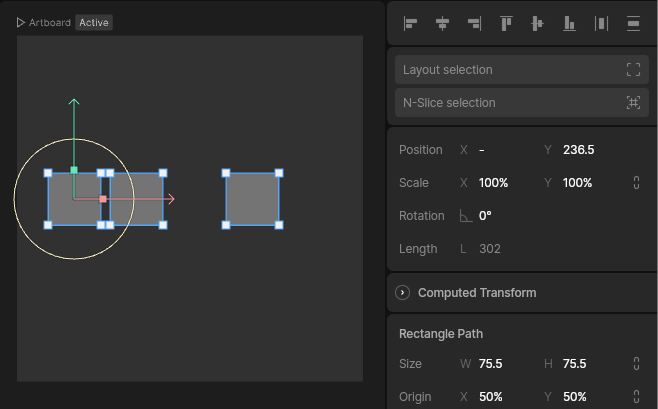 Artboard Active
Layout selection
N-Slice selection
Position X - Y 236.5
Scale X 100% Y 100%
Rotation 0°
Length L 302
Computed Transform
Rectangle Path
Size W 75.5 H 75.5
Origin X 50% Y 50%